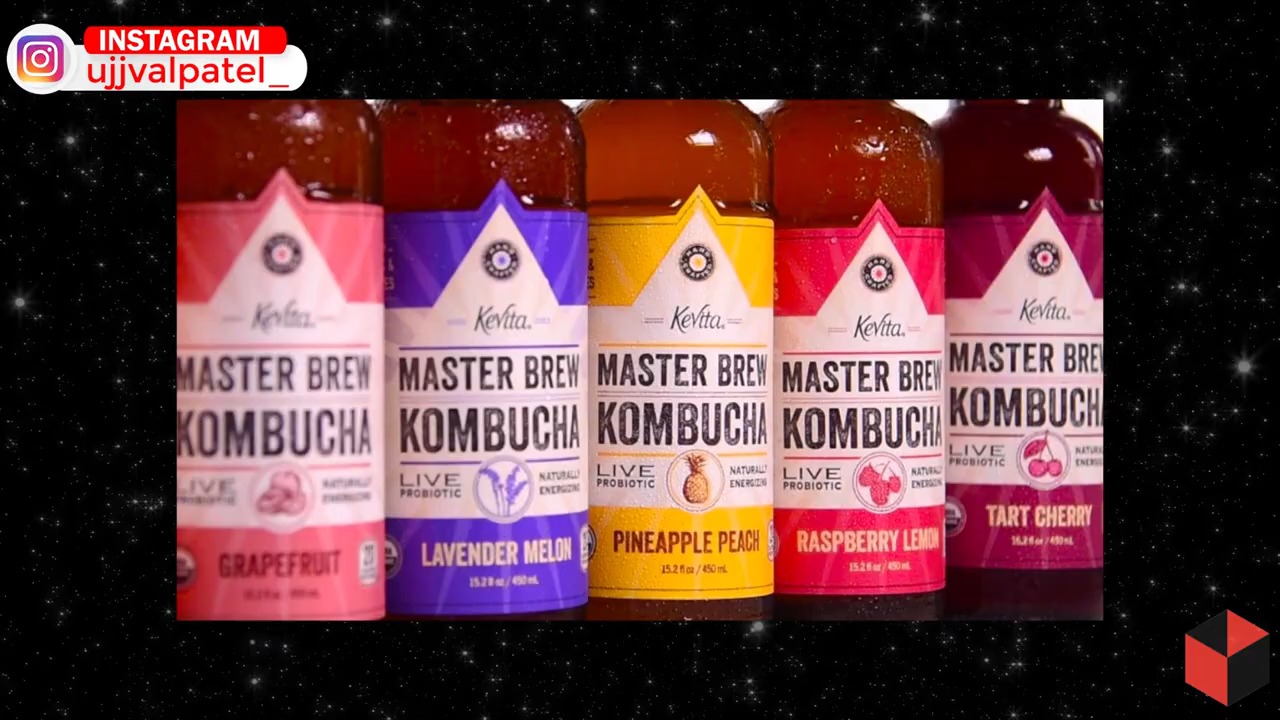 INSTAGRAM
ujjvalpatel_
KeVita
MASTER BREW
KOMBUCHA
LIVE
PROBIOTIC
GRAPEFRUIT
KeVita
MASTER BREW
KOMBUCHA
LIVE
PROBIOTIC
NATURALLY
ENERGIZING
LAVENDER MELON
15.2 fl oz / 450 mL
KeVita
MASTER BREW
KOMBUCHA
LIVE
PROBIOTIC
NATURALLY
ENERGIZING
PINEAPPLE PEACH
15.2 fl oz / 450 mL
KeVita
MASTER BREW
KOMBUCHA
LIVE
PROBIOTIC
NATURALLY
ENERGIZING
RASPBERRY LEMON
15.2 fl oz / 450 mL
KeVita
MASTER BREW
KOMBUCHA
LIVE
PROBIOTIC
NATURALLY
ENERGIZING
TART CHERRY
15.2 fl oz / 450 mL